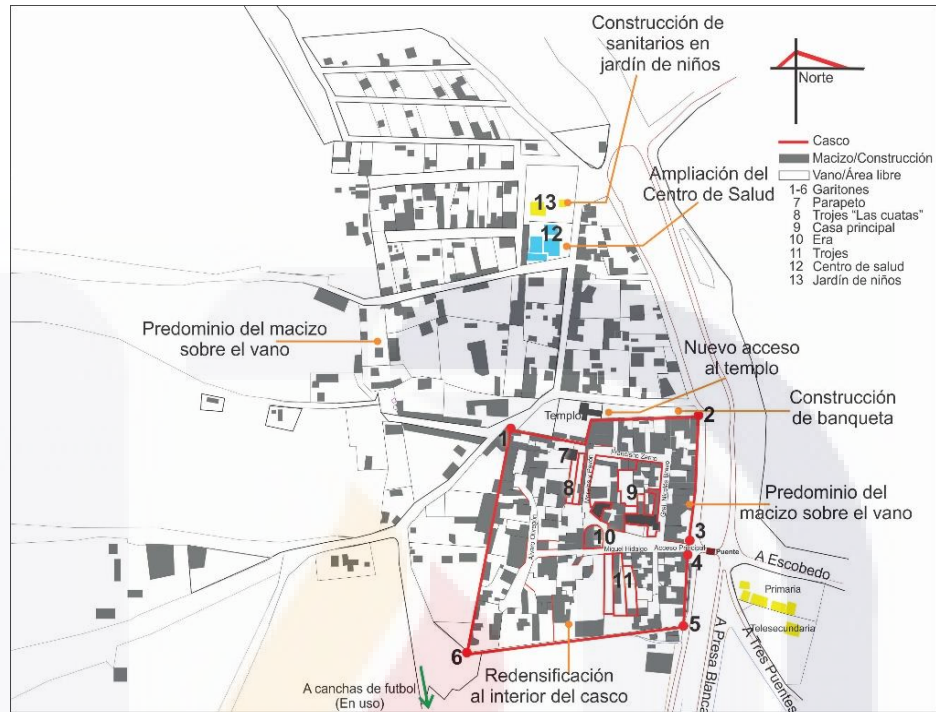 Construcción de
sanitarios en
jardín de niños
Norte
Casco
Macizo/Construcción
Vano/Área libre
1-6 Garitones
7 Parapeto
8 Trojes "Las cuatas"
9 Casa principal
10 Era
11 Trojes
12 Centro de salud
13 Jardín de niños
Ampliación del
Centro de Salud
13
12
Predominio del macizo
sobre el vano
Nuevo acceso
al templo
Construcción
de banqueta
Templo
1
2
7
8
9
Predominio del
macizo sobre el vano
10
3
Miguel Hidalgo
Acceso Principal
Puente
4
Álvaro Obregón
11
A Escobedo
Primaria
Telesecundaria
5
6
A Presa Blanca
A Tres Puentes
Redensificación
al interior del casco
A canchas de futbol
(En uso)